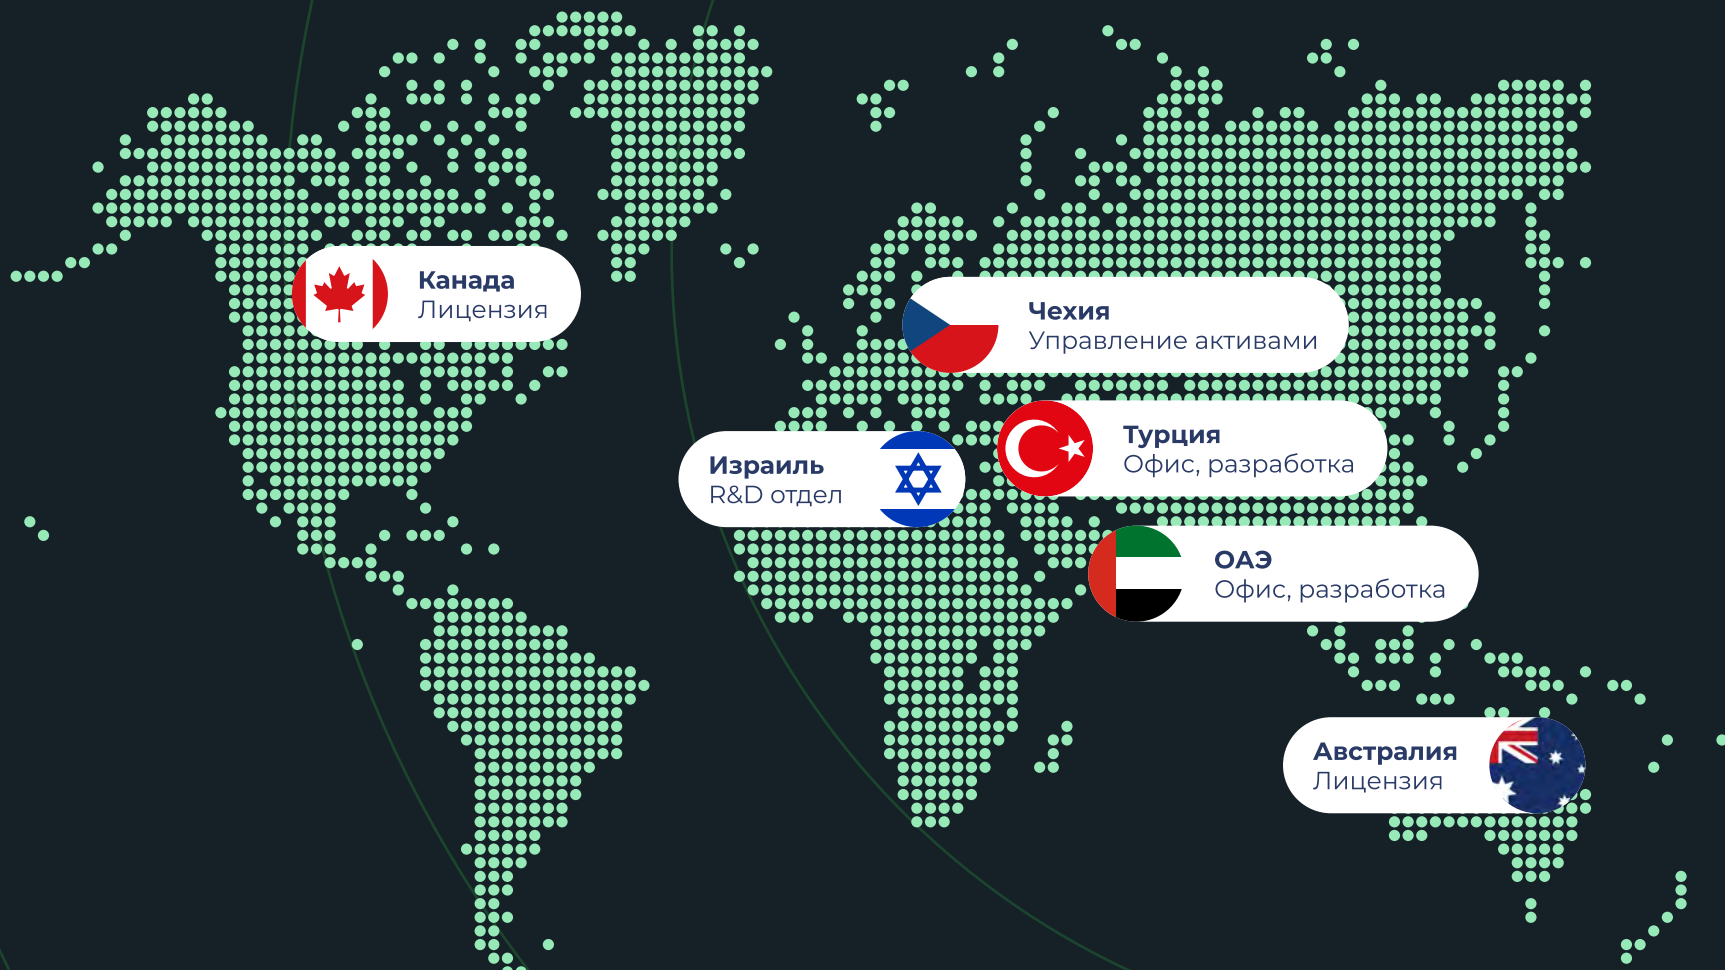 Канада
Лицензия
Чехия
Управление активами
Турция
Офис, разработка
Израиль
R&D отдел
ОАЭ
Офис, разработка
Австралия
Лицензия